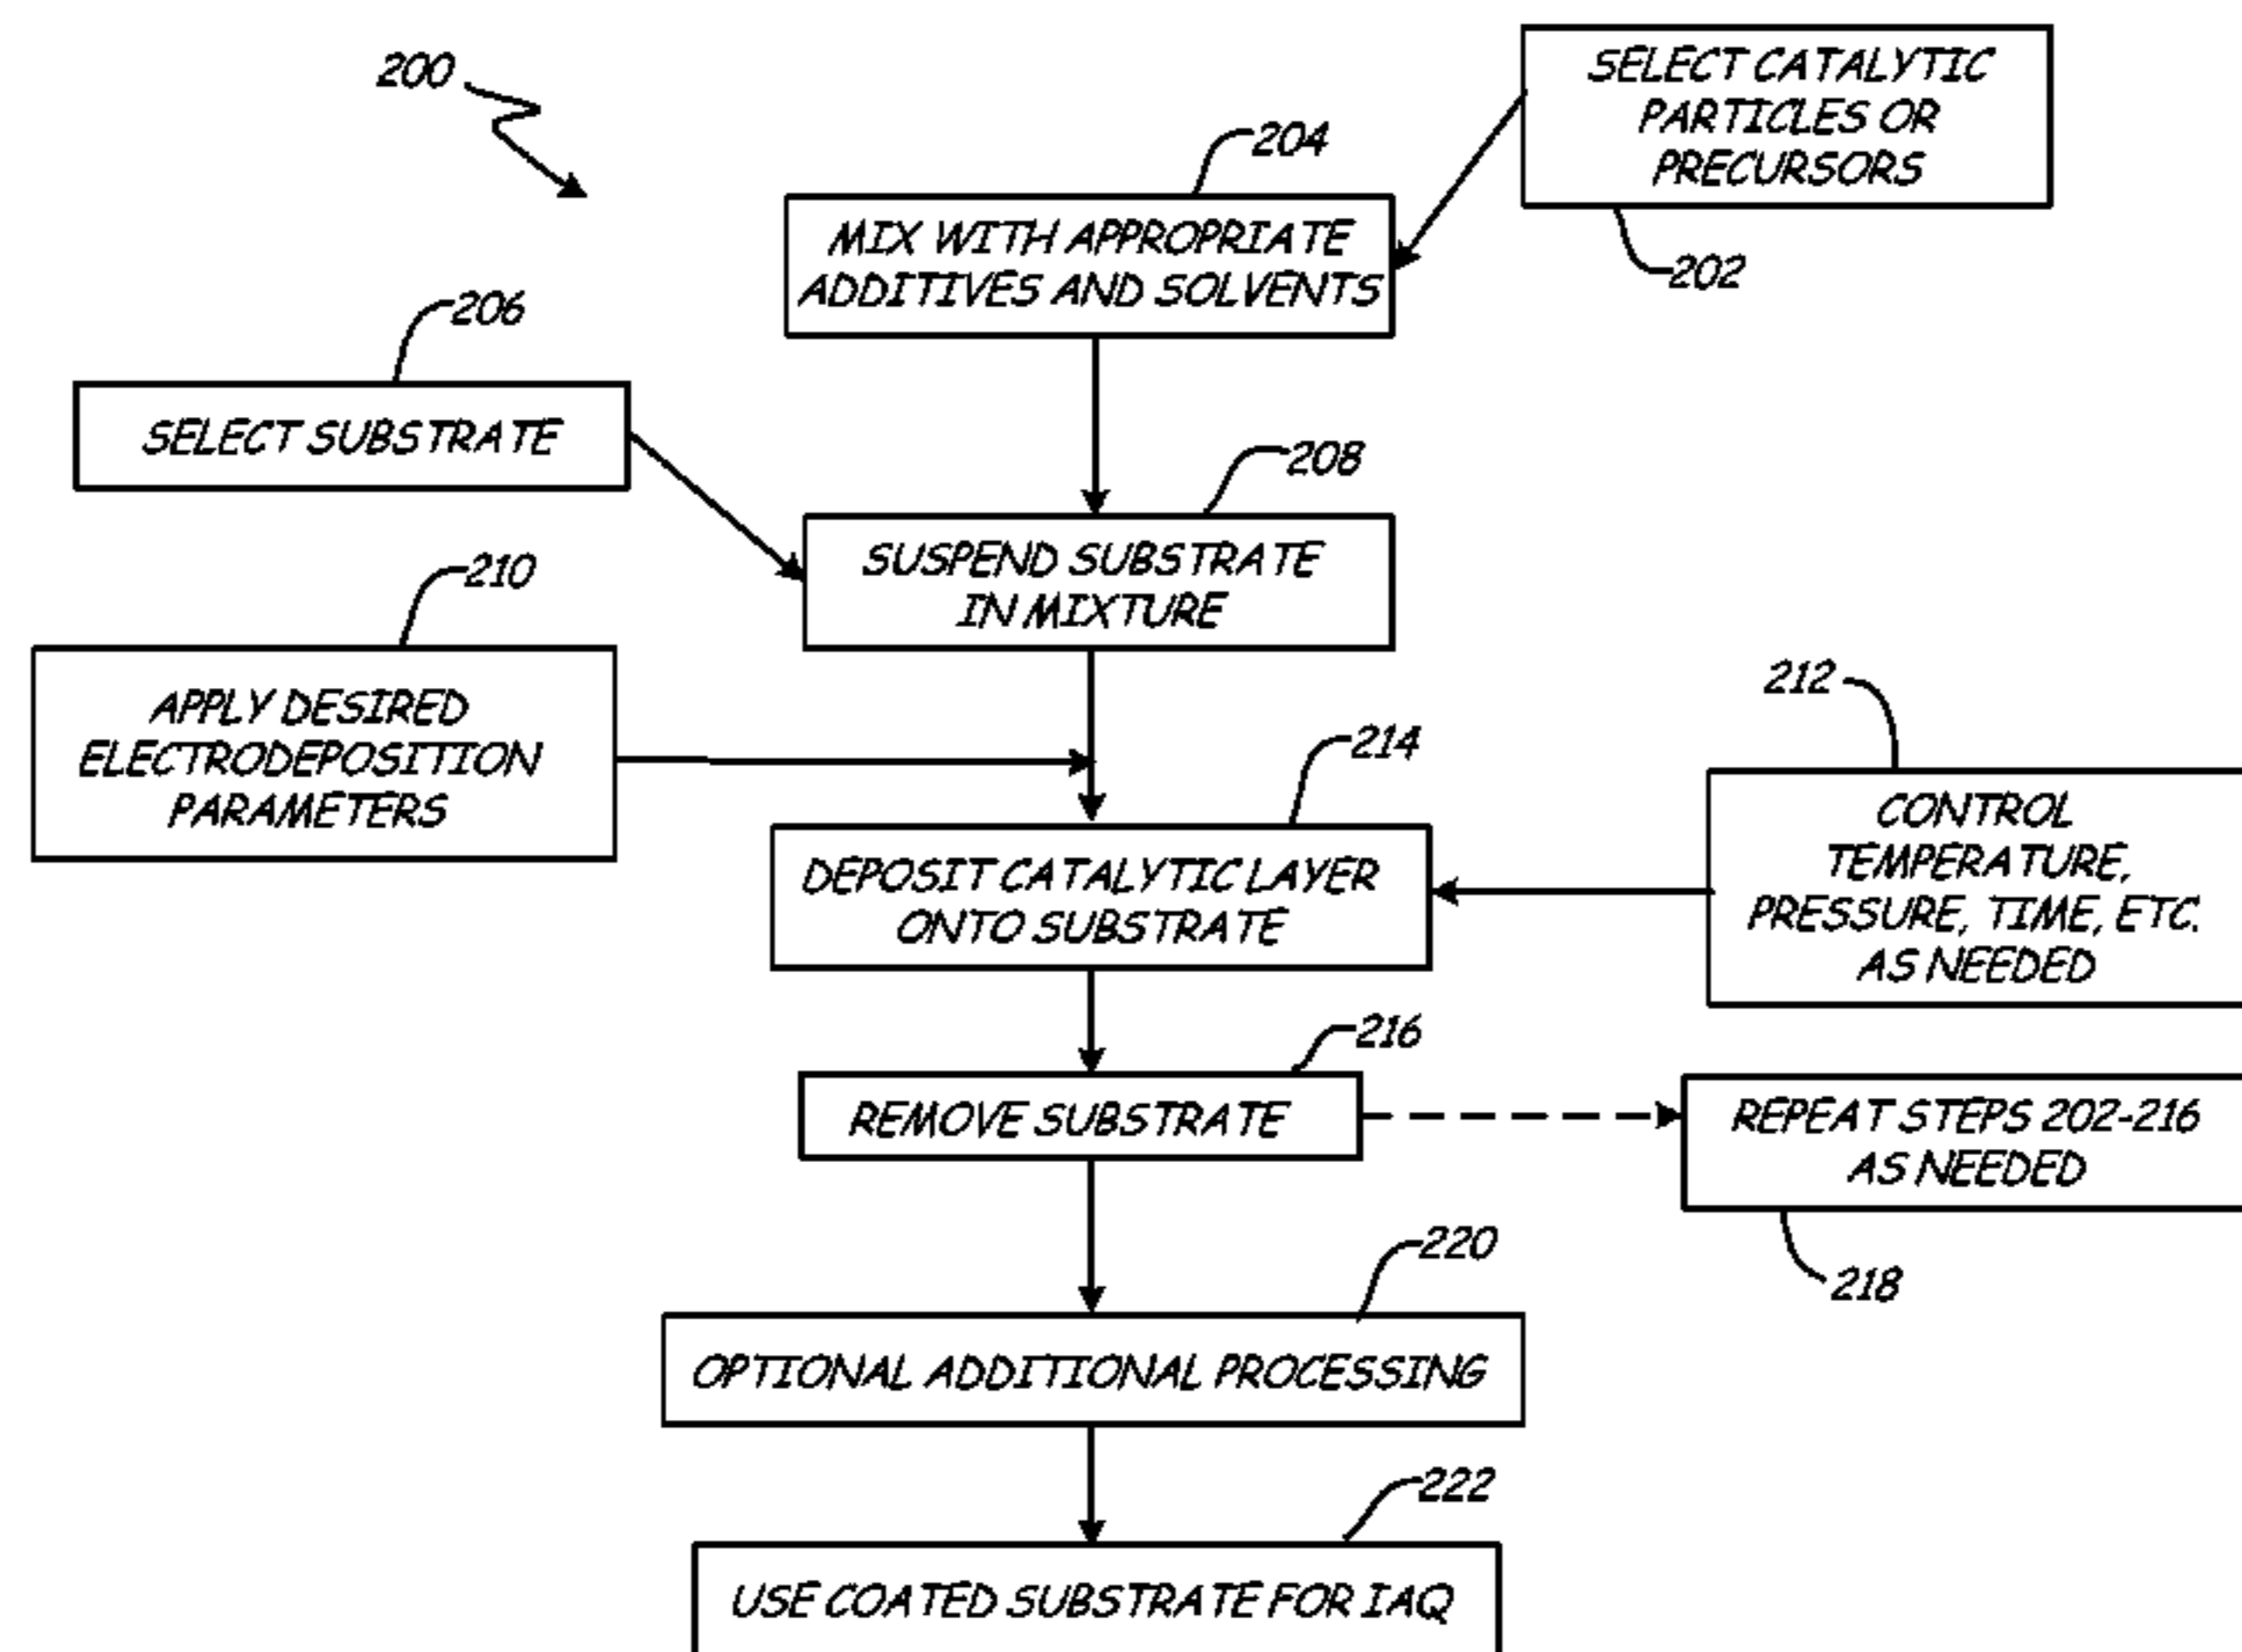 200
SELECT CATALYTIC
PARTICLES OR
PRECURSORS
202
204
MIX WITH APPROPRIATE
ADDITIVES AND SOLVENTS
206
SELECT SUBSTRATE
208
SUSPEND SUBSTRATE
IN MIXTURE
210
APPLY DESIRED
ELECTRODEPOSITION
PARAMETERS
212
CONTROL
TEMPERATURE,
PRESSURE, TIME, ETC.
AS NEEDED
214
DEPOSIT CATALYTIC LAYER
ONTO SUBSTRATE
216
REMOVE SUBSTRATE
REPEAT STEPS 202-216
AS NEEDED
218
220
OPTIONAL ADDITIONAL PROCESSING
222
USE COATED SUBSTRATE FOR IAQ